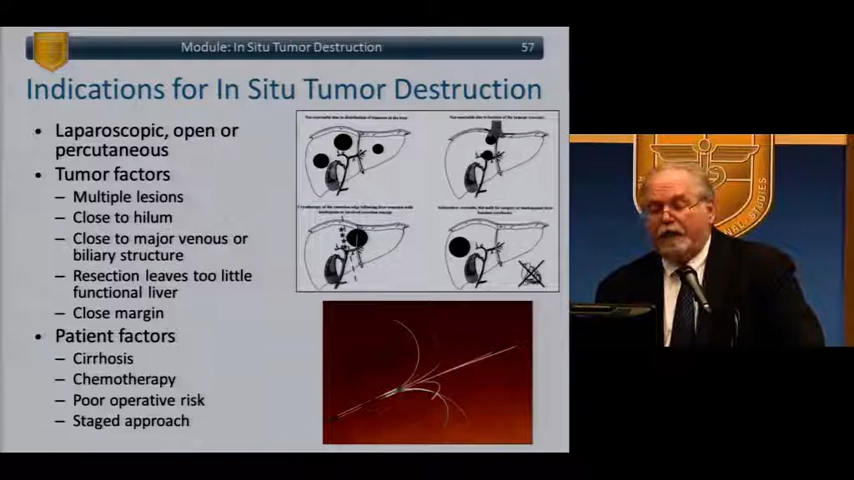 Module: In Situ Tumor Destruction
57
Indications for In Situ Tumor Destruction
• Laparoscopic, open or
percutaneous
• Tumor factors
– Multiple lesions
– Close to hilum
– Close to major venous or
biliary structure
– Resection leaves too little
functional liver
– Close margin
• Patient factors
– Cirrhosis
– Chemotherapy
– Poor operative risk
– Staged approach
NAL STUDIES